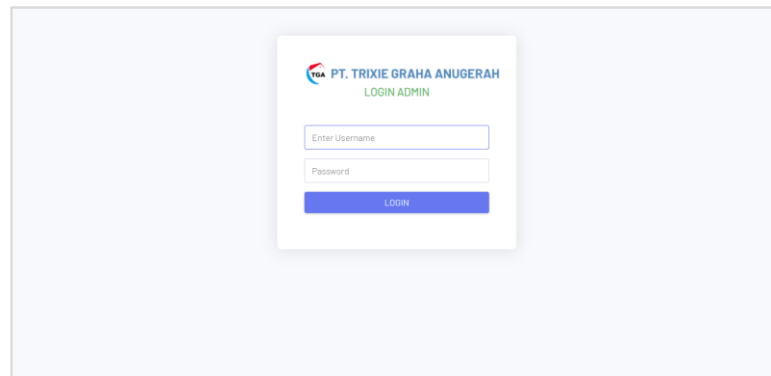 TGA PT. TRIXIE GRAHA ANUGERAH
LOGIN ADMIN
Enter Username
Password
LOGIN